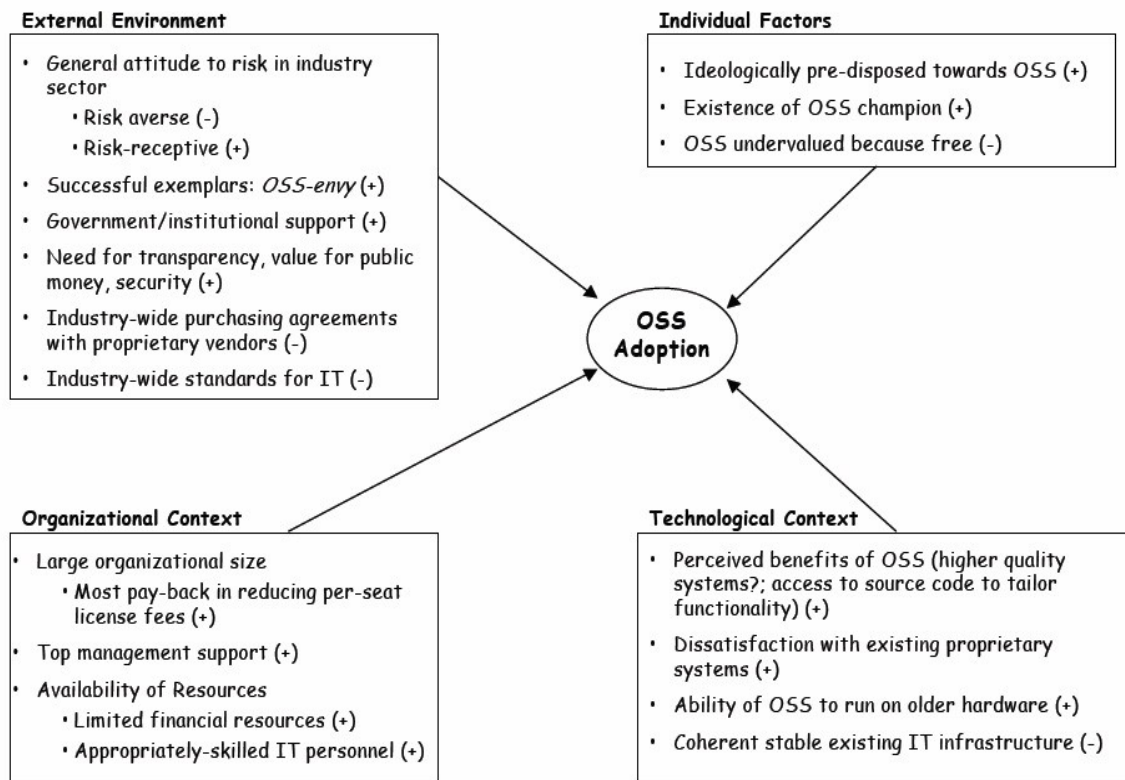 External Environment
• General attitude to risk in industry
sector
• Risk averse (-)
• Risk-receptive (+)
• Successful exemplars: OSS-envy (+)
• Government/institutional support (+)
• Need for transparency, value for public
money, security (+)
• Industry-wide purchasing agreements
with proprietary vendors (-)
• Industry-wide standards for IT (-)
Individual Factors
• Ideologically pre-disposed towards OSS (+)
• Existence of OSS champion (+)
• OSS undervalued because free (-)
OSS
Adoption
Organizational Context
• Large organizational size
• Most pay-back in reducing per-seat
license fees (+)
• Top management support (+)
• Availability of Resources
• Limited financial resources (+)
• Appropriately-skilled IT personnel (+)
Technological Context
• Perceived benefits of OSS (higher quality
systems?; access to source code to tailor
functionality) (+)
• Dissatisfaction with existing proprietary
systems (+)
• Ability of OSS to run on older hardware (+)
• Coherent stable existing IT infrastructure (-)